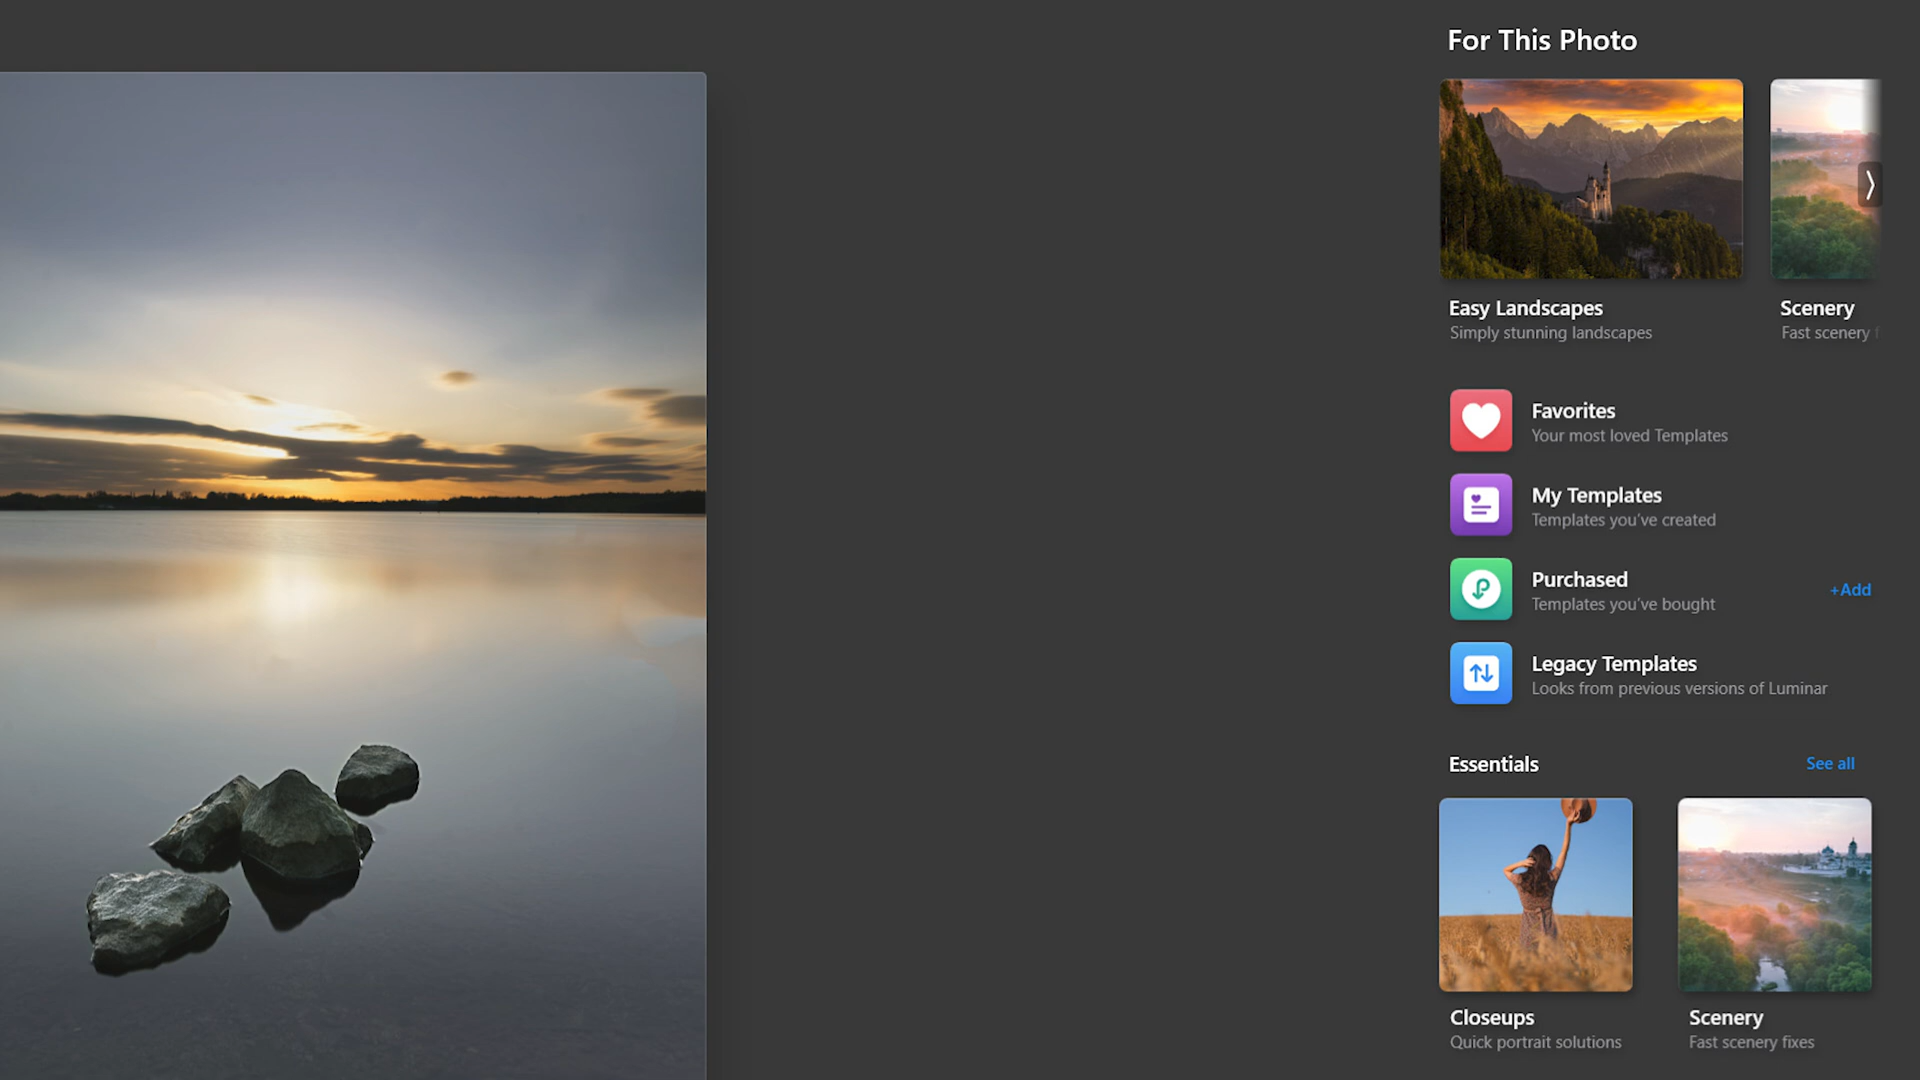 For This Photo
Easy Landscapes
Simply stunning landscapes
Scenery
Fast scenery
Favorites
Your most loved Templates
My Templates
Templates you've created
Purchased
Templates you've bought
+Add
Legacy Templates
Looks from previous versions of Luminar
Essentials
See all
Closeups
Quick portrait solutions
Scenery
Fast scenery fixes